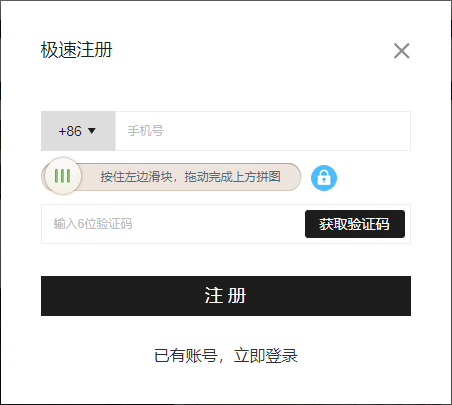 极速注册
+86 手机号
按住左边滑块，拖动完成上方拼图
输入6位验证码 获取验证码
注 册
已有账号，立即登录